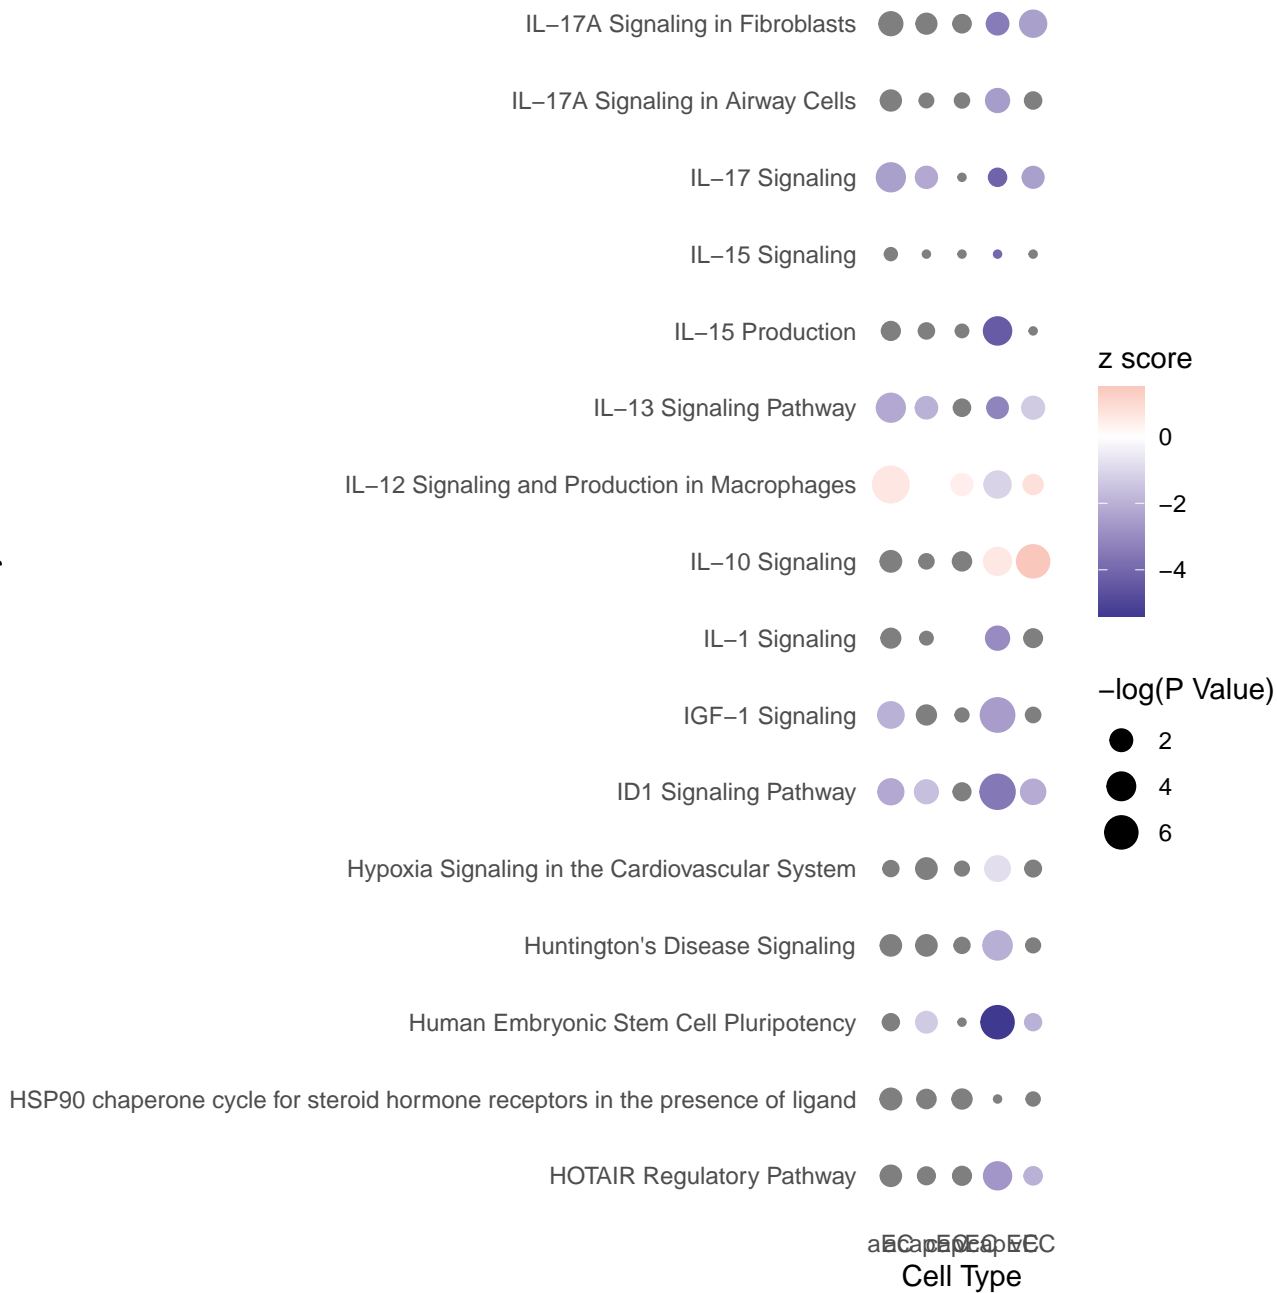 IL−17A Signaling in Fibroblasts
IL−17A Signaling in Airway Cells
IL−17 Signaling
IL−15 Signaling
IL−15 Production
IL−13 Signaling Pathway
IL−12 Signaling and Production in Macrophages
IL−10 Signaling
IL−1 Signaling
IGF−1 Signaling
ID1 Signaling Pathway
Hypoxia Signaling in the Cardiovascular System
Huntington's Disease Signaling
Human Embryonic Stem Cell Pluripotency
HSP90 chaperone cycle for steroid hormone receptors in the presence of ligand
HOTAIR Regulatory Pathway
Cell Type
z score
0
−2
−4
−log(P Value)
2
4
6